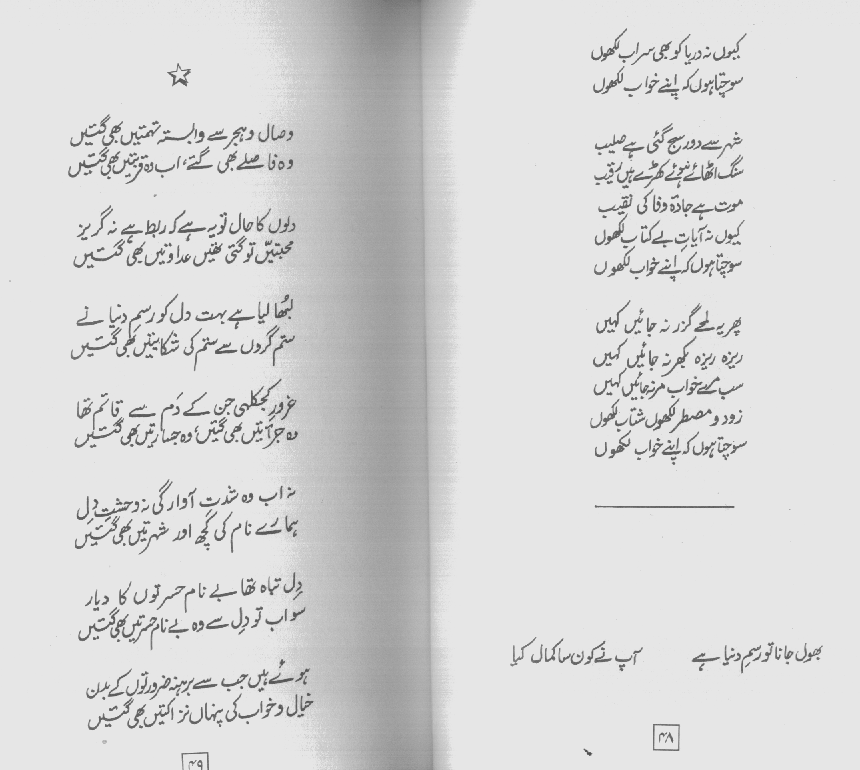 کیوں نہ دریا کو بھی سراب لکھوں
سوچتا ہوں کہ اپنے خواب لکھوں
شہر سے دور سج گئی ہے صلیب
سنگ اٹھائے ہوئے کھڑے ہیں رقیب
موت ہے جادۂ وفا کی نقیب
کیوں نہ آیاتِ بے کتاب لکھوں
سوچتا ہوں کہ اپنے خواب لکھوں
پھر یہ لمحے گزر نہ جائیں کہیں
ریزہ ریزہ بکھر نہ جائیں کہیں
سب مرے خواب مر نہ جائیں کہیں
زود و مضطر لکھوں شتاب لکھوں
سوچتا ہوں کہ اپنے خواب لکھوں
بھول جانا تو رسمِ دنیا ہے آپ نے کون سا کمال کیا
۴۸
وصال و ہجر سے وابستہ تہمتیں بھی گئیں
وہ فاصلے بھی گئے، اب وہ قربتیں بھی گئیں
دلوں کا حال تو یہ ہے کہ ربط ہے نہ گریز
محبتیں تو گئی تھیں عداوتیں بھی گئیں
لبھا لیا ہے بہت دل کو رسمِ دنیا نے
ستم گروں سے ستم کی شکایتیں بھی گئیں
غرورِ کجکلہی جن کے دَم سے قائم تھا
وہ جرأتیں بھی گئیں، وہ جسارتیں بھی گئیں
نہ اب وہ شدتِ آوارگی نہ وحشتِ دل
ہمارے نام کی کچھ اور شہرتیں بھی گئیں
دلِ تباہ تھا بے نام حسرتوں کا دیار
سو اب تو دل سے وہ بے نام حسرتیں بھی گئیں
ہوئے ہیں جب سے برہنہ ضرورتوں کے بدن
خیال و خواب کی پنہاں نزاکتیں بھی گئیں
۴۹